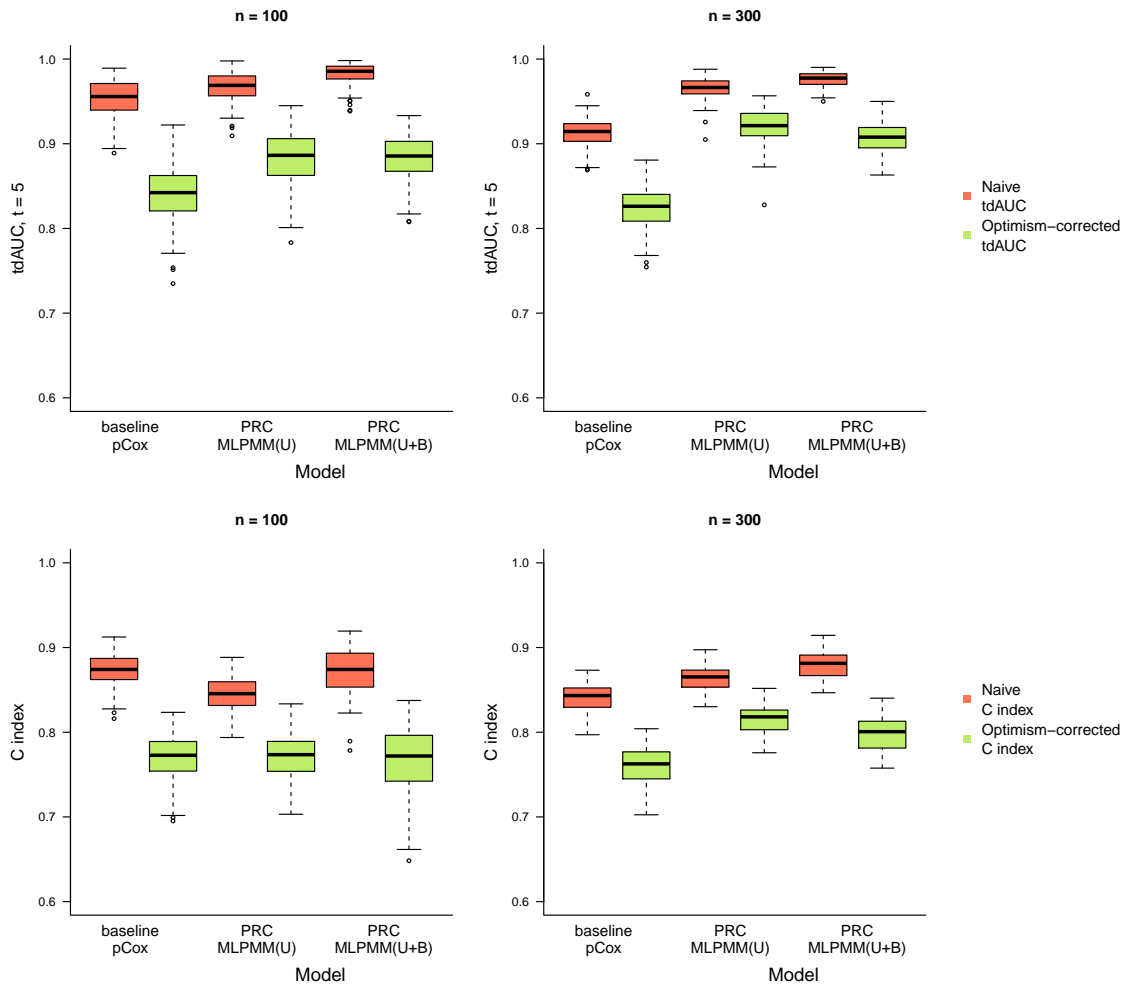 n = 100
tdAUC, t = 5
1.0
0.9
0.8
0.7
0.6
baseline
pCox
PRC
MLPMM(U)
PRC
MLPMM(U+B)
Model
n = 300
tdAUC, t = 5
1.0
0.9
0.8
0.7
0.6
baseline
pCox
PRC
MLPMM(U)
PRC
MLPMM(U+B)
Model
Naive
tdAUC
Optimism−corrected
tdAUC
n = 100
C index
1.0
0.9
0.8
0.7
0.6
baseline
pCox
PRC
MLPMM(U)
PRC
MLPMM(U+B)
Model
n = 300
C index
1.0
0.9
0.8
0.7
0.6
baseline
pCox
PRC
MLPMM(U)
PRC
MLPMM(U+B)
Model
Naive
C index
Optimism−corrected
C index